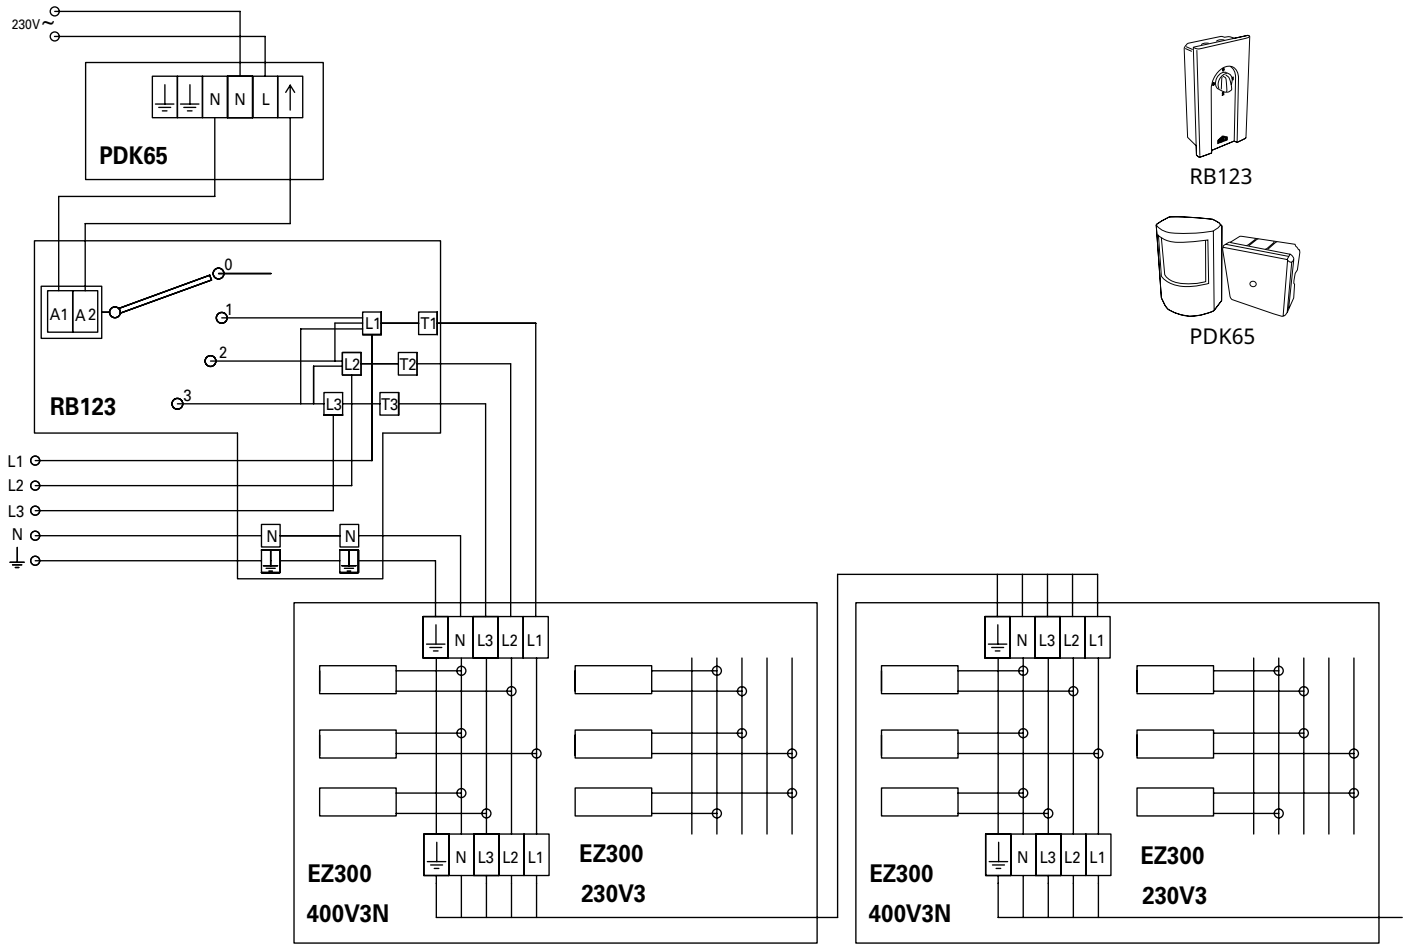 230V~
N N L ↑
PDK65
RB123
PDK65
0
A1 A2
1
L1 T1
2
L2 T2
3
L3 T3
RB123
L1
L2
L3
N
N N
N L3 L2 L1
N L3 L2 L1
N L3 L2 L1
EZ300
400V3N
EZ300
230V3
N L3 L2 L1
EZ300
400V3N
EZ300
230V3